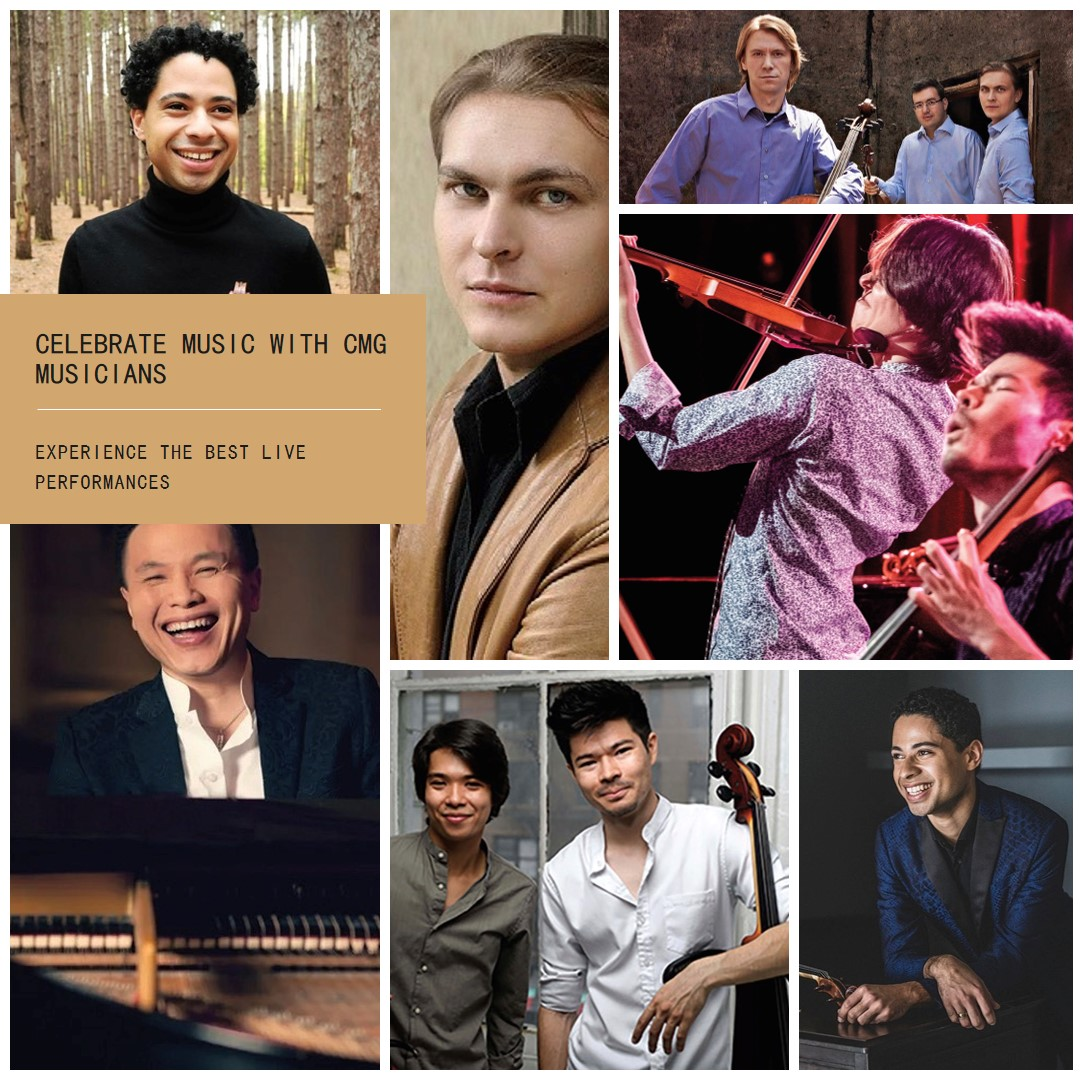 CELEBRATE MUSIC WITH CMG
MUSICIANS
EXPERIENCE THE BEST LIVE
PERFORMANCES